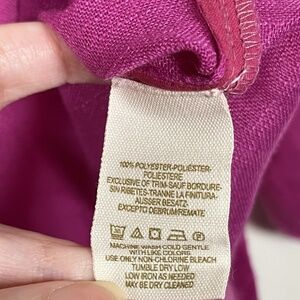 100% POLYESTER-POLIÉSTER-
POLIESTERE
EXCLUSIVE OF TRIM-SAUF BORDURE-
SIN RIBETES-TRANNE LA FINITURA-
AUSSER BESATZ-
EXCEPTO DEBRUM/REMATE
MACHINE WASH COLD GENTLE
WITH LIKE COLORS
USE ONLY NON-CHLORINE BLEACH
TUMBLE DRY LOW
LOW IRON AS NEEDED
MAY BE DRY CLEANED